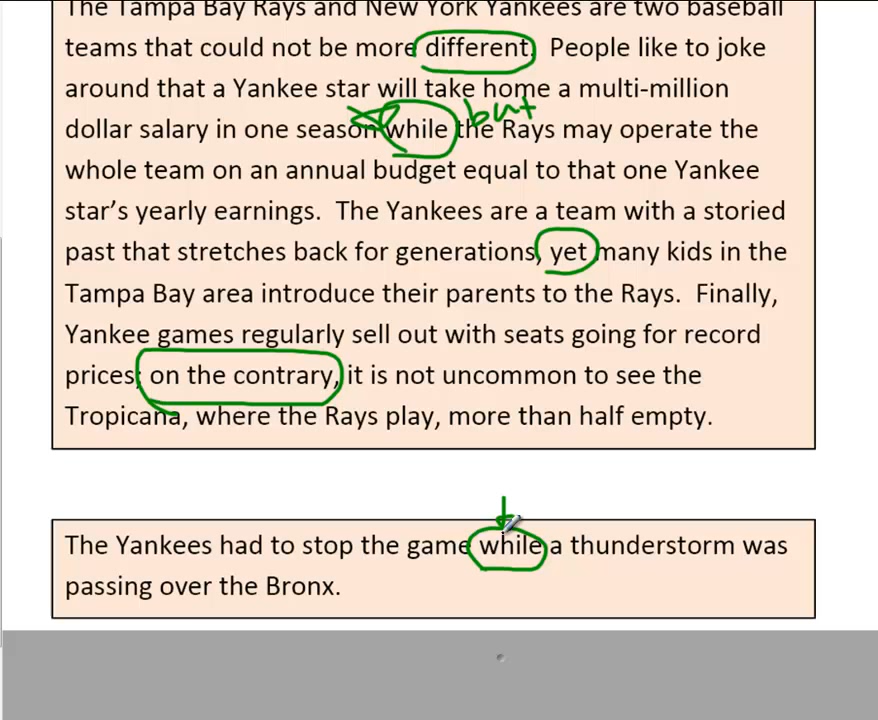 The Tampa Bay Rays and New York Yankees are two baseball
teams that could not be more different. People like to joke
around that a Yankee star will take home a multi-million
but
dollar salary in one season while the Rays may operate the
whole team on an annual budget equal to that one Yankee
star’s yearly earnings. The Yankees are a team with a storied
past that stretches back for generations, yet many kids in the
Tampa Bay area introduce their parents to the Rays. Finally,
Yankee games regularly sell out with seats going for record
prices; on the contrary, it is not uncommon to see the
Tropicana, where the Rays play, more than half empty.
The Yankees had to stop the game while a thunderstorm was
passing over the Bronx.